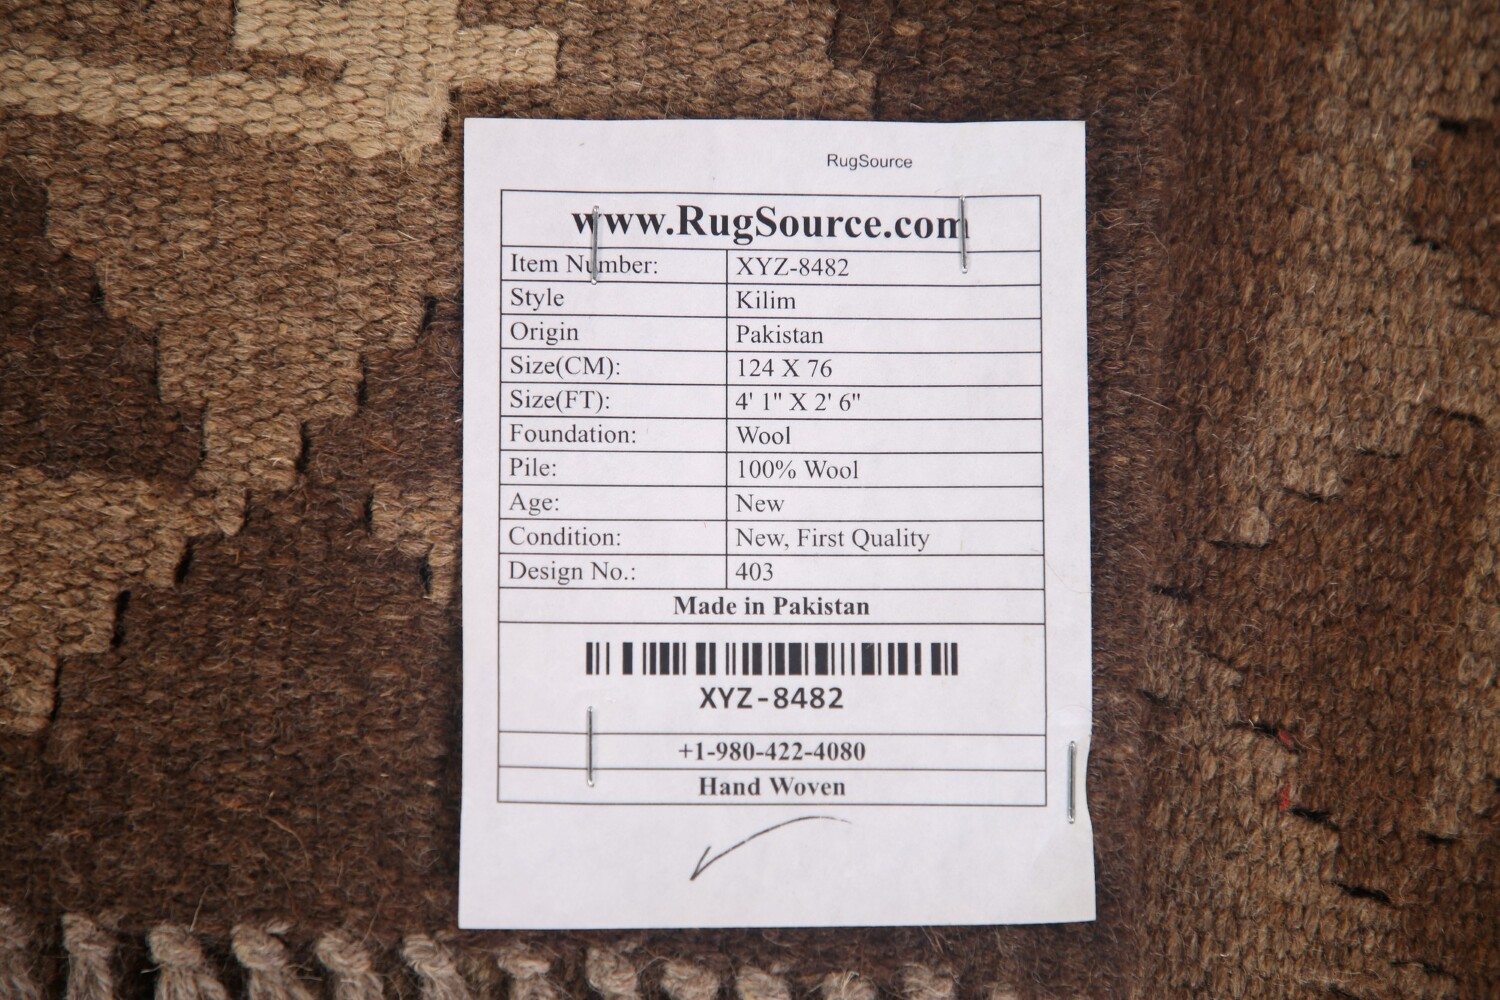 RugSource
www.RugSource.com
Item Number: XYZ-8482
Style Kilim
Origin Pakistan
Size(CM): 124 X 76
Size(FT): 4' 1" X 2' 6"
Foundation: Wool
Pile: 100% Wool
Age: New
Condition: New, First Quality
Design No.: 403
Made in Pakistan
XYZ-8482
+1-980-422-4080
Hand Woven